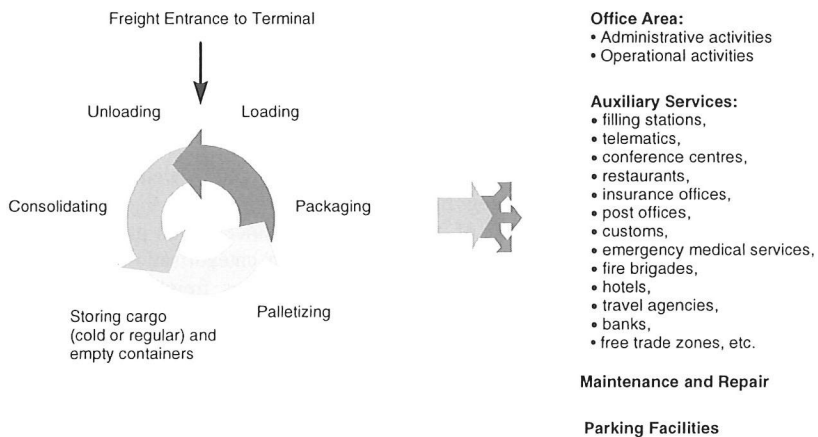 Freight Entrance to Terminal
Unloading
Loading
Consolidating
Packaging
Storing cargo
(cold or regular) and
empty containers
Palletizing
Office Area:
• Administrative activities
• Operational activities
Auxiliary Services:
• filling stations,
• telematics,
• conference centres,
• restaurants,
• insurance offices,
• post offices,
• customs,
• emergency medical services,
• fire brigades,
• hotels,
• travel agencies,
• banks,
• free trade zones, etc.
Maintenance and Repair
Parking Facilities